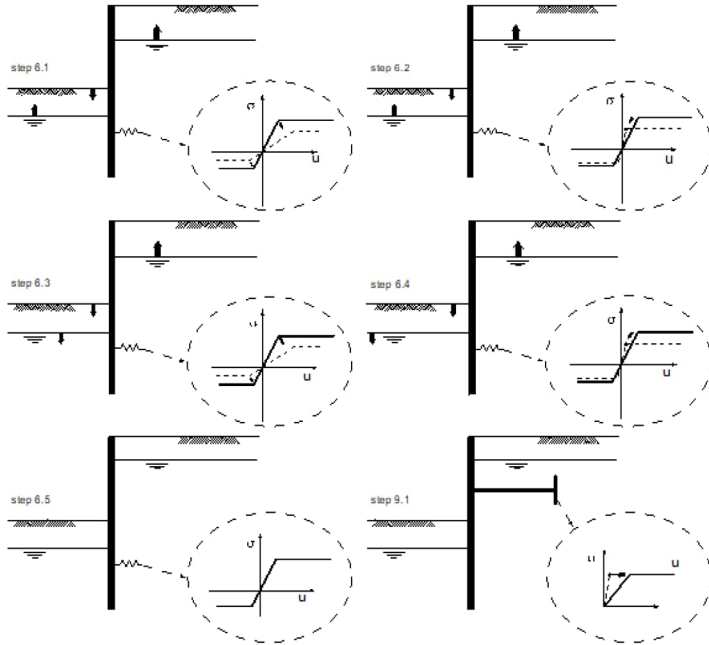 step 6.1
σ
u
step 6.2
σ
u
step 6.3
u
step 6.4
σ
u
step 6.5
σ
u
step 9.1
u